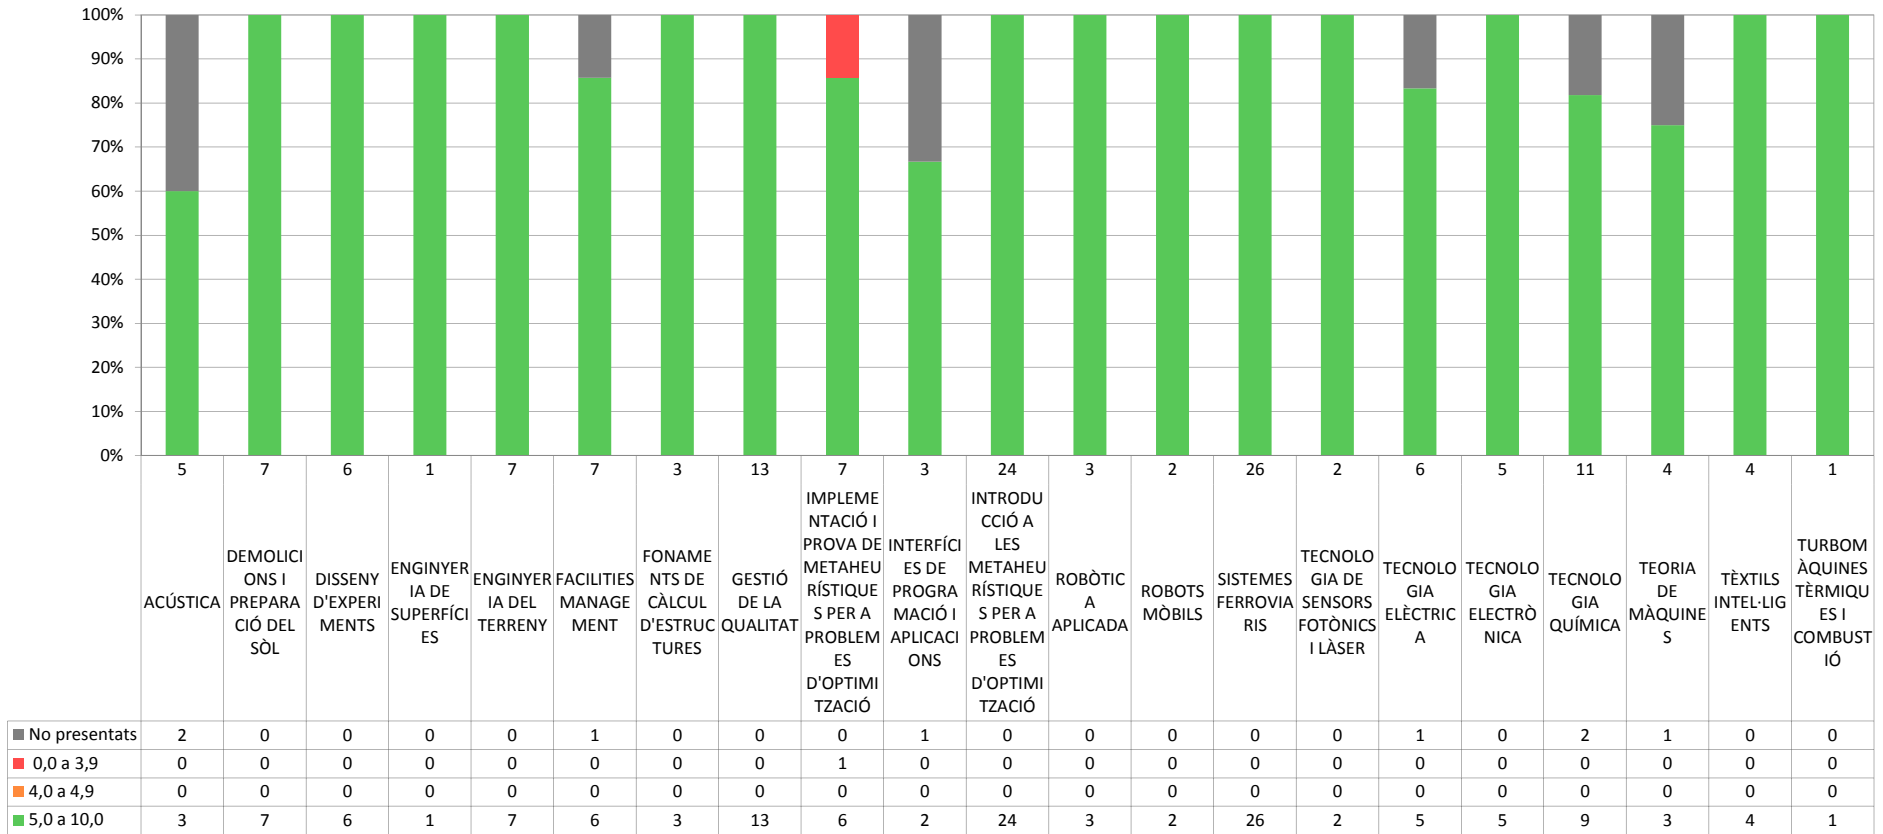 100%
90%
80%
70%
60%
50%
40%
30%
20%
10%
0%
5 7 6 1 7 7 3 13 7 3 24 3 2 26 2 6 5 11 4 4 1
ACÚSTICA
DEMOLICI
ONS I
PREPARA
CIÓ DEL
SÒL
DISSENY
D'EXPERI
MENTS
ENGINYER
IA DE
SUPERFÍCI
ES
ENGINYER
IA DEL
TERRENY
FACILITIES
MANAGE
MENT
FONAME
NTS DE
CÀLCUL
D'ESTRUC
TURES
GESTIÓ
DE LA
QUALITAT
IMPLEME
NTACIÓ I
PROVA DE
METAHEU
RÍSTIQUE
S PER A
PROBLEM
ES
D'OPTIMI
TZACIÓ
INTERFÍCI
ES DE
PROGRA
MACIÓ I
APLICACI
ONS
INTRODU
CCIÓ A
LES
METAHEU
RÍSTIQUE
S PER A
PROBLEM
ES
D'OPTIMI
TZACIÓ
ROBÒTIC
A
APLICADA
ROBOTS
MÒBILS
SISTEMES
FERROVIA
RIS
TECNOLO
GIA DE
SENSORS
FOTÒNICS
I LÀSER
TECNOLO
GIA
ELÈCTRIC
A
TECNOLO
GIA
ELECTRÒ
NICA
TECNOLO
GIA
QUÍMICA
TEORIA
DE
MÀQUINE
S
TÈXTILS
INTEL·LIG
ENTS
TURBOM
ÀQUINES
TÈRMIQU
ES I
COMBUST
IÓ
No presentats 2 0 0 0 0 1 0 0 0 1 0 0 0 0 0 1 0 2 1 0 0
0,0 a 3,9 0 0 0 0 0 0 0 0 1 0 0 0 0 0 0 0 0 0 0 0 0
4,0 a 4,9 0 0 0 0 0 0 0 0 0 0 0 0 0 0 0 0 0 0 0 0 0
5,0 a 10,0 3 7 6 1 7 6 3 13 6 2 24 3 2 26 2 5 5 9 3 4 1